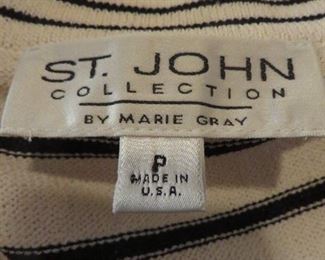 ST. JOHN
COLLECTION
BY MARIE GRAY
P
MADE IN
U.S.A.